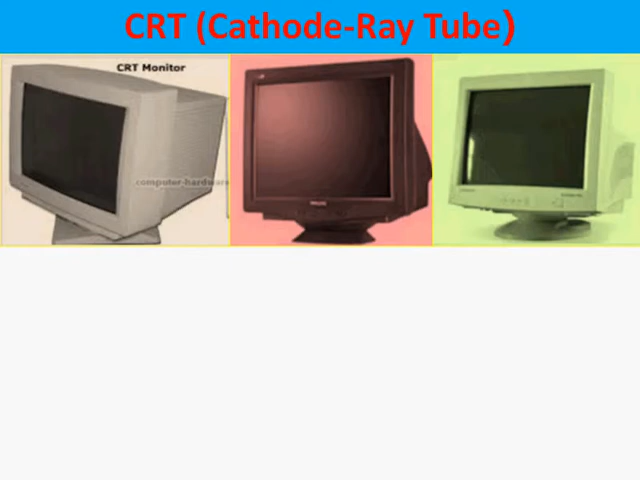 CRT (Cathode-Ray Tube)
CRT Monitor
computer-hardware
PHILIPS